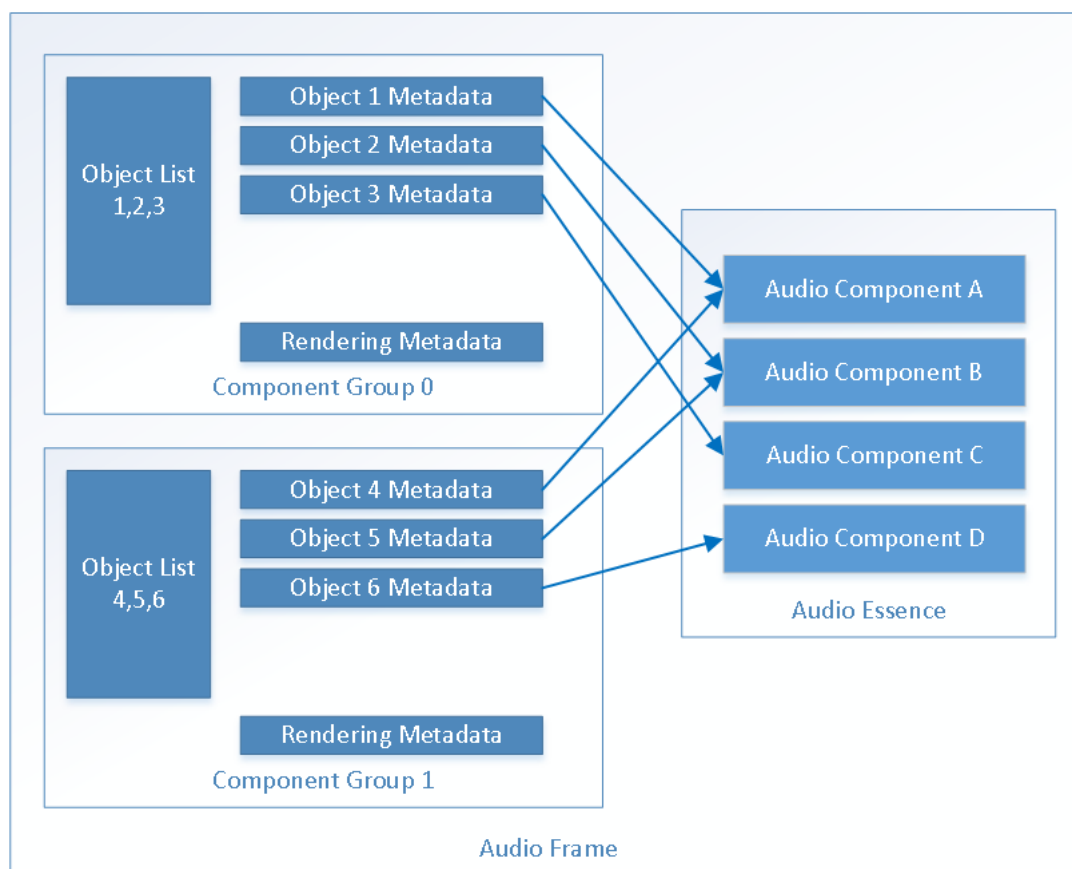 Object List
1,2,3
Object 1 Metadata
Object 2 Metadata
Object 3 Metadata
Rendering Metadata
Component Group 0
Object List
4,5,6
Object 4 Metadata
Object 5 Metadata
Object 6 Metadata
Rendering Metadata
Component Group 1
Audio Component A
Audio Component B
Audio Component C
Audio Component D
Audio Essence
Audio Frame